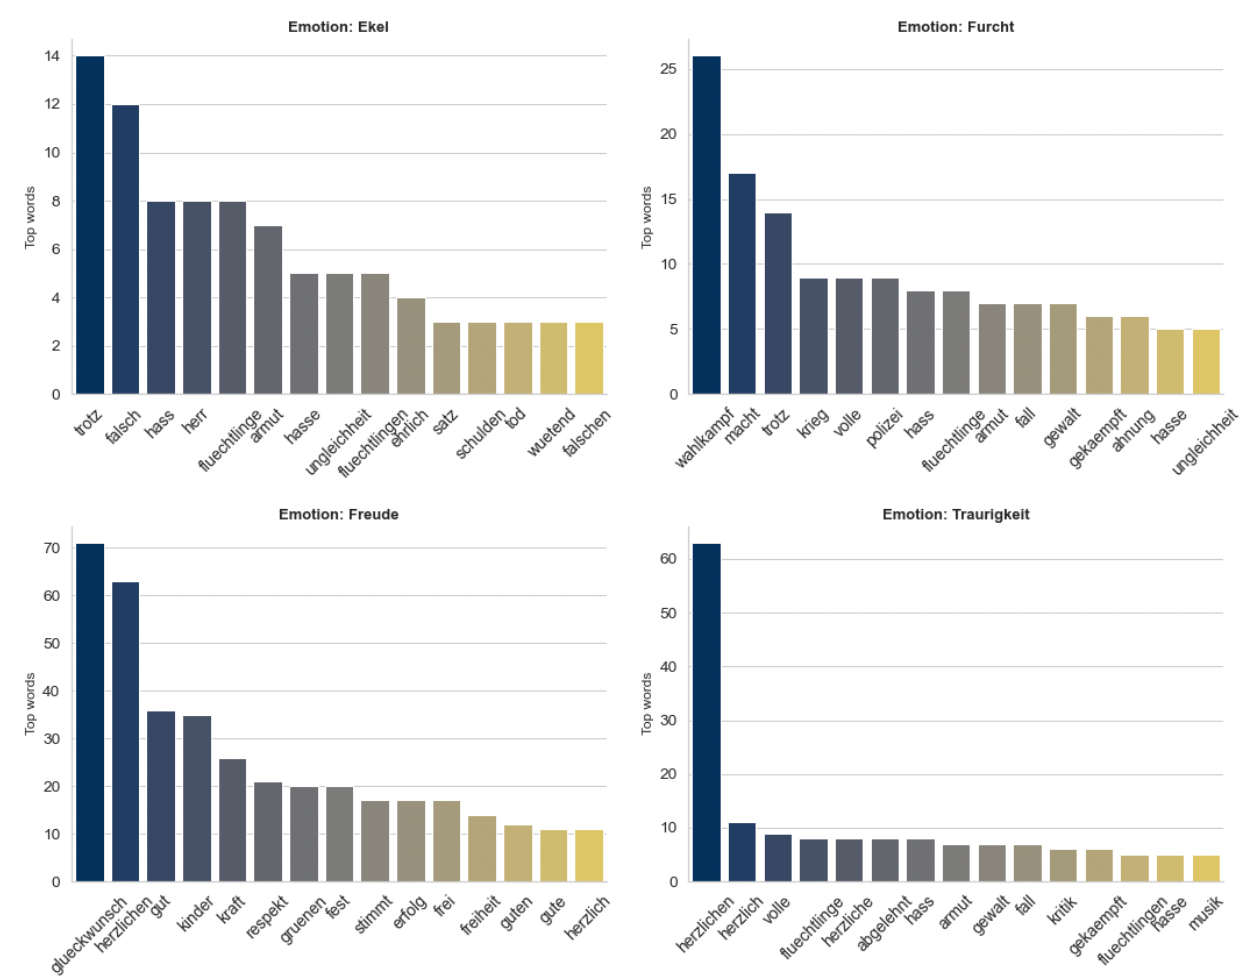 Emotion: Ekel
Top words
14
12
10
8
6
4
2
0
trotz
falsch
hass
herr
fluechtlinge
armut
hasse
ungleichheit
fluechtlingen
ehrlich
satz
schulden
tod
wuetend
falschen
Emotion: Furcht
Top words
25
20
15
10
5
0
wahlkampf
macht
trotz
krieg
volle
polizei
hass
fluechtlinge
armut
fall
gewalt
gekaempft
ahnung
hasse
ungleichheit
Emotion: Freude
Top words
70
60
50
40
30
20
10
0
glueckwunsch
herzlichen
gut
kinder
kraft
respekt
gruenen
fest
stimmt
erfolg
frei
freiheit
guten
gute
herzlich
Emotion: Traurigkeit
Top words
60
50
40
30
20
10
0
herzlichen
herzlich
volle
fluechtlinge
herzliche
abgelehnt
hass
armut
gewalt
fall
kritik
gekaempft
fluechtlingen
hasse
musik